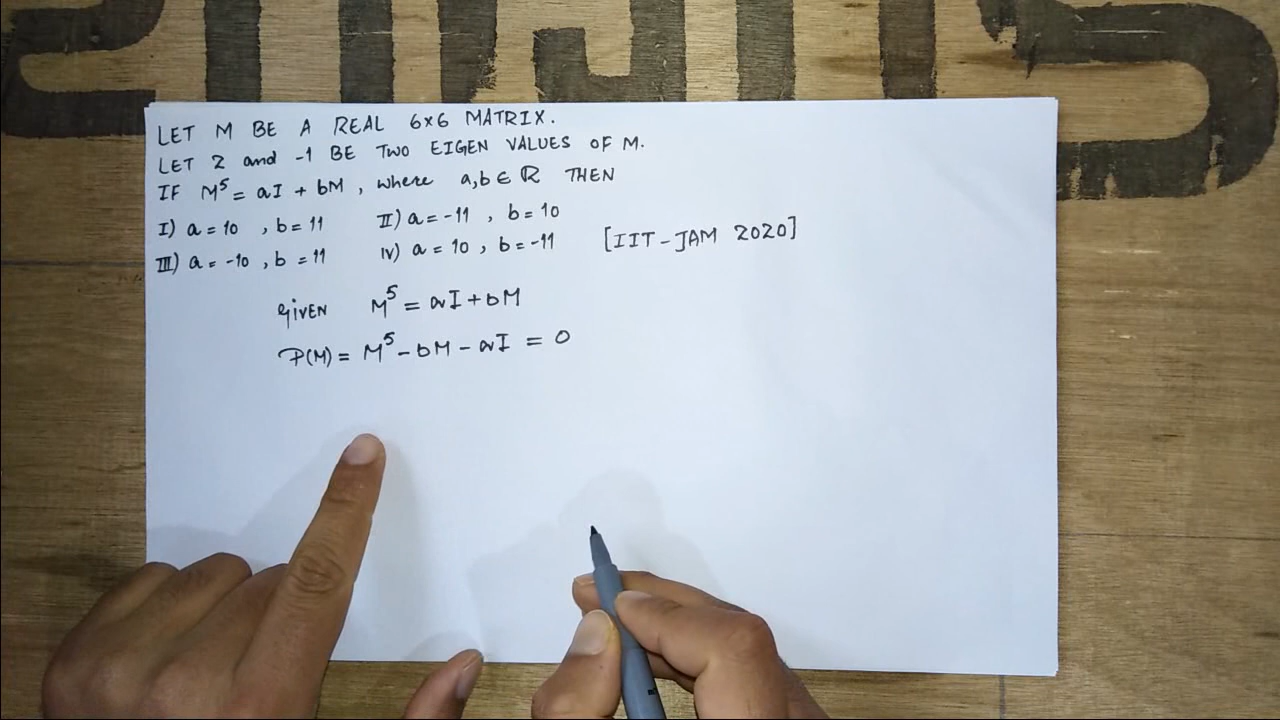 LET M BE A REAL 6×6 MATRIX.
LET 2 and -1 BE TWO EIGEN VALUES OF M.
IF M⁵ = aI + bM , where a,b ∈ ℝ THEN
I) a = 10 , b = 11 II) a = -11 , b = 10
III) a = -10 , b = 11 IV) a = 10 , b = -11 [IIT-JAM 2020]
GIVEN M⁵ = aI + bM
P(M) = M⁵ - bM - aI = 0